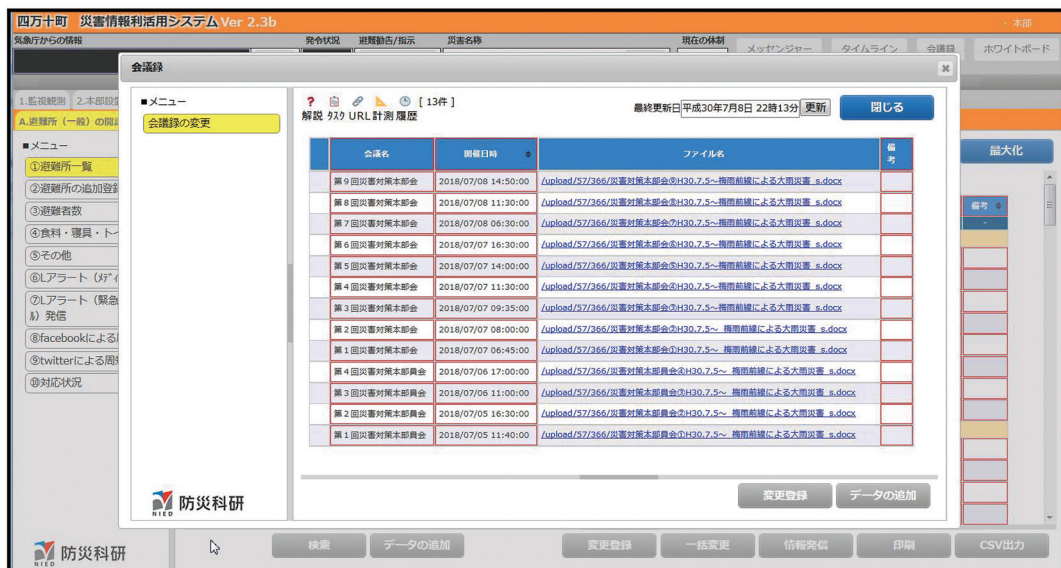 四万十町 災害情報利活用システム Ver 2.3b
・本部
気象庁からの情報
発令状況 避難勧告/指示 災害名称 現在の体制
メッセンジャー タイムライン 会議録 ホワイトボード
会議録
1.監視観測 2.本部設
A.避難所（一般）の開
■メニュー
①避難所一覧
②避難所の追加登録
③避難者数
④食料・寝具・トイ
⑤その他
⑥Lアラート（ﾒﾃﾞｨ
⑦Lアラート（緊急
ﾙ）発信
⑧facebookによる
⑨twitterによる周知
⑩対応状況
■メニュー
会議録の変更
[ 13件 ]
解説 ﾀｽｸ URL 計測 履歴
最終更新日 平成30年7月8日 22時13分 更新 閉じる
最大化
備考
-
会議名 開催日時 ファイル名 備考
第9回災害対策本部会 2018/07/08 14:50:00 /upload/57/366/災害対策本部会⑨H30.7.5～梅雨前線による大雨災害_s.docx
第8回災害対策本部会 2018/07/08 11:30:00 /upload/57/366/災害対策本部会⑧H30.7.5～梅雨前線による大雨災害_s.docx
第7回災害対策本部会 2018/07/08 06:30:00 /upload/57/366/災害対策本部会⑦H30.7.5～梅雨前線による大雨災害_s.docx
第6回災害対策本部会 2018/07/07 16:30:00 /upload/57/366/災害対策本部会⑥H30.7.5～梅雨前線による大雨災害_s.docx
第5回災害対策本部会 2018/07/07 14:00:00 /upload/57/366/災害対策本部会⑤H30.7.5～梅雨前線による大雨災害_s.docx
第4回災害対策本部会 2018/07/07 11:30:00 /upload/57/366/災害対策本部会④H30.7.5～梅雨前線による大雨災害_s.docx
第3回災害対策本部会 2018/07/07 09:35:00 /upload/57/366/災害対策本部会③H30.7.5～梅雨前線による大雨災害_s.docx
第2回災害対策本部会 2018/07/07 08:00:00 /upload/57/366/災害対策本部会②H30.7.5～ 梅雨前線による大雨災害_s.docx
第1回災害対策本部会 2018/07/07 06:45:00 /upload/57/366/災害対策本部会①H30.7.5～ 梅雨前線による大雨災害_s.docx
第4回災害対策本部員会 2018/07/06 17:00:00 /upload/57/366/災害対策本部員会④H30.7.5～ 梅雨前線による大雨災害_s.docx
第3回災害対策本部員会 2018/07/06 11:00:00 /upload/57/366/災害対策本部員会③H30.7.5～ 梅雨前線による大雨災害_s.docx
第2回災害対策本部員会 2018/07/05 16:30:00 /upload/57/366/災害対策本部員会②H30.7.5～ 梅雨前線による大雨災害_s.docx
第1回災害対策本部員会 2018/07/05 11:40:00 /upload/57/366/災害対策本部員会①H30.7.5～ 梅雨前線による大雨災害_s.docx
NIED 防災科研
変更登録 データの追加
NIED 防災科研
検索 データの追加 変更登録 一括変更 情報発信 印刷 CSV出力